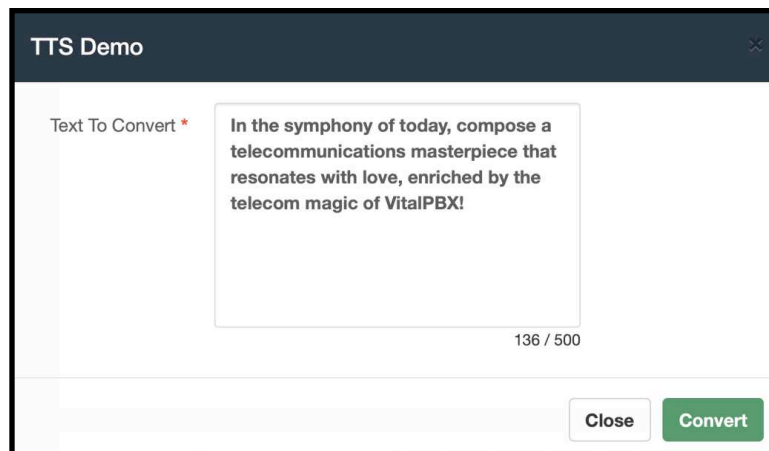 TTS Demo
×
Text To Convert *
In the symphony of today, compose a
telecommunications masterpiece that
resonates with love, enriched by the
telecom magic of VitalPBX!
136 / 500
Close
Convert